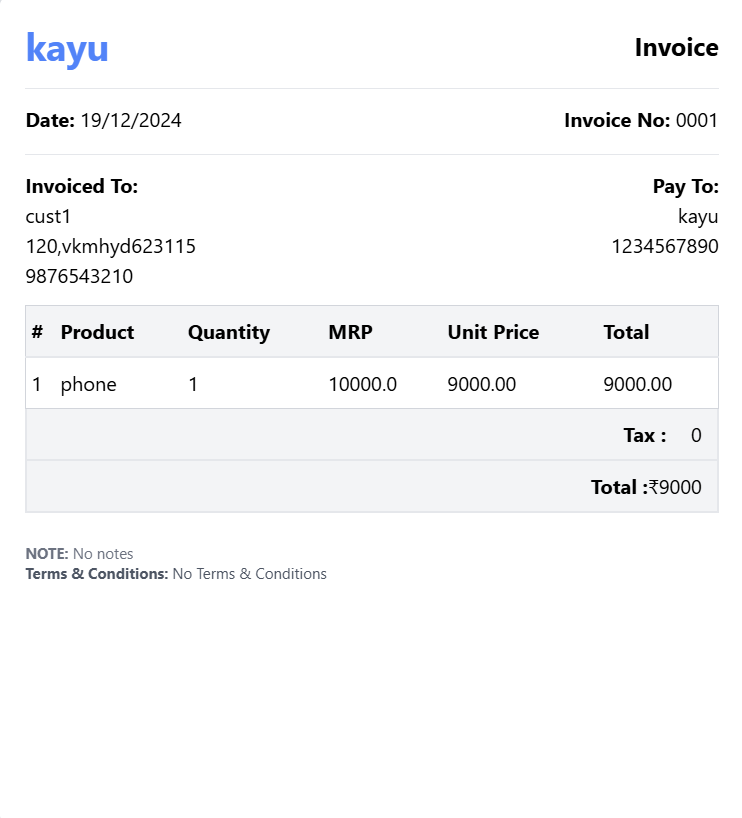 kayu Invoice
Date: 19/12/2024 Invoice No: 0001
Invoiced To: Pay To:
cust1 kayu
120,vkmhyd623115 1234567890
9876543210
# Product Quantity MRP Unit Price Total
1 phone 1 10000.0 9000.00 9000.00
Tax : 0
Total :₹9000
NOTE: No notes
Terms & Conditions: No Terms & Conditions